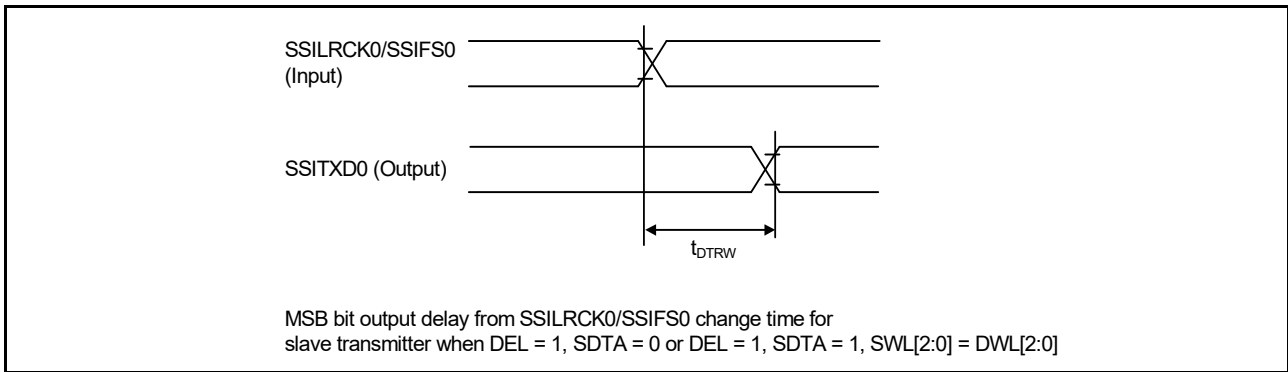 SSILRCK0/SSIFS0
(Input)
SSITXD0 (Output)
tDTRW
MSB bit output delay from SSILRCK0/SSIFS0 change time for
slave transmitter when DEL = 1, SDTA = 0 or DEL = 1, SDTA = 1, SWL[2:0] = DWL[2:0]